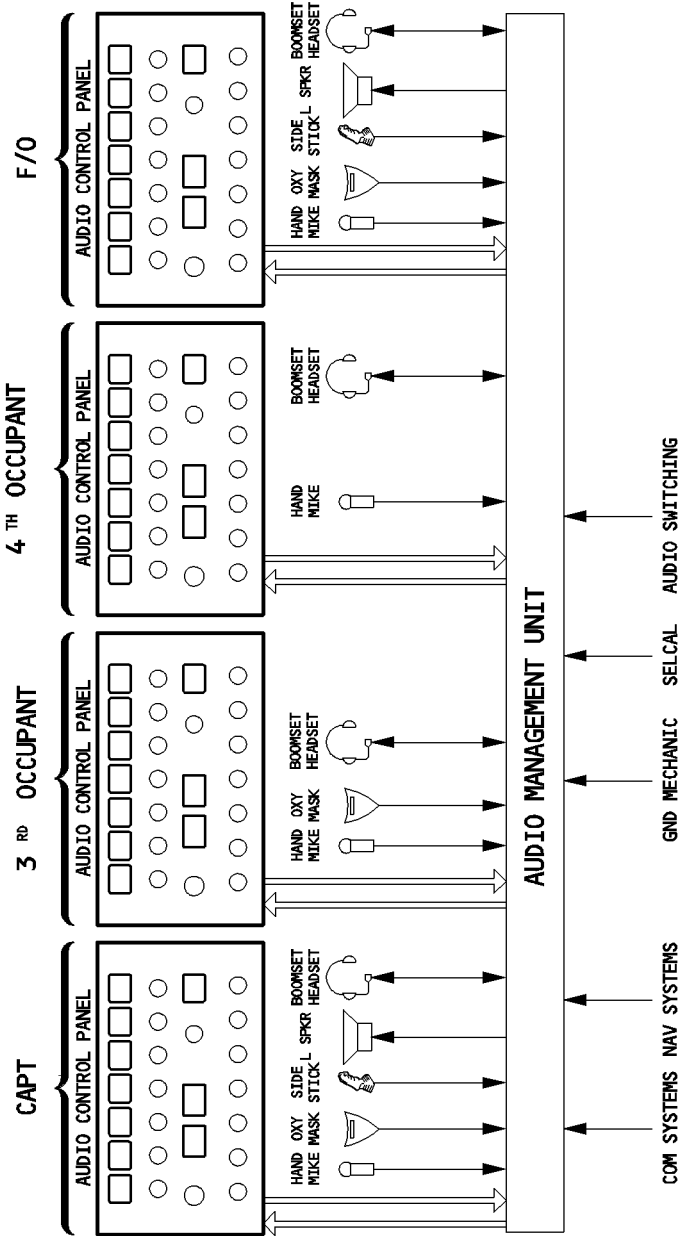 CAPT
3 RD OCCUPANT
4 TH OCCUPANT
F/O
AUDIO CONTROL PANEL
AUDIO CONTROL PANEL
AUDIO CONTROL PANEL
AUDIO CONTROL PANEL
HAND
MIKE
OXY
MASK
SIDE
STICK
L SPKR
BOOMSET
HEADSET
HAND
MIKE
OXY
MASK
BOOMSET
HEADSET
HAND
MIKE
BOOMSET
HEADSET
HAND
MIKE
OXY
MASK
SIDE
STICK
L SPKR
BOOMSET
HEADSET
AUDIO MANAGEMENT UNIT
COM SYSTEMS
NAV SYSTEMS
GND MECHANIC
SELCAL
AUDIO SWITCHING